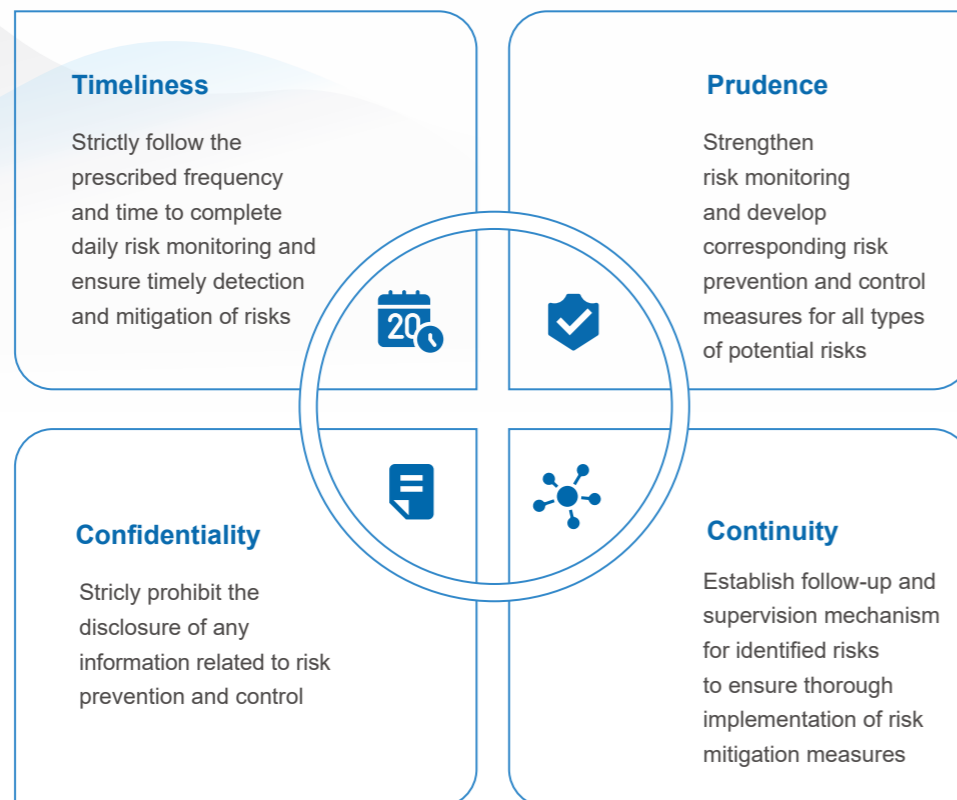 Timeliness
Strictly follow the
prescribed frequency
and time to complete
daily risk monitoring and
ensure timely detection
and mitigation of risks
20
Prudence
Strengthen
risk monitoring
and develop
corresponding risk
prevention and control
measures for all types
of potential risks
Confidentiality
Stricly prohibit the
disclosure of any
information related to risk
prevention and control
Continuity
Establish follow-up and
supervision mechanism
for identified risks
to ensure thorough
implementation of risk
mitigation measures